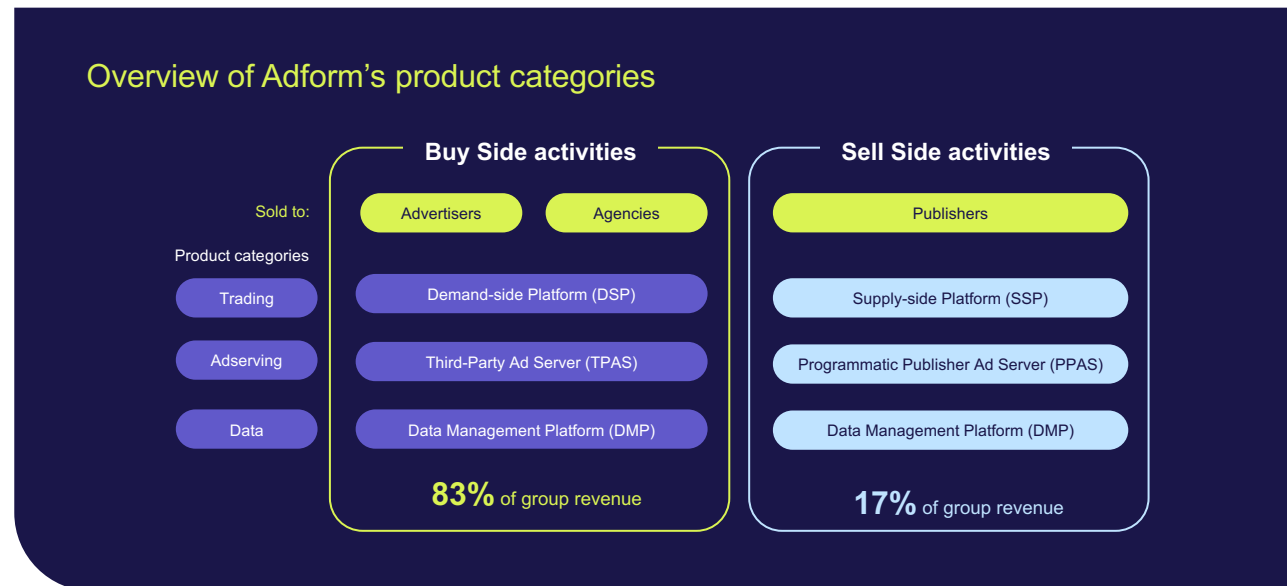 Overview of Adform’s product categories
Buy Side activities
Sell Side activities
Sold to:
Advertisers
Agencies
Publishers
Product categories
Trading
Demand-side Platform (DSP)
Supply-side Platform (SSP)
Adserving
Third-Party Ad Server (TPAS)
Programmatic Publisher Ad Server (PPAS)
Data
Data Management Platform (DMP)
Data Management Platform (DMP)
83% of group revenue
17% of group revenue